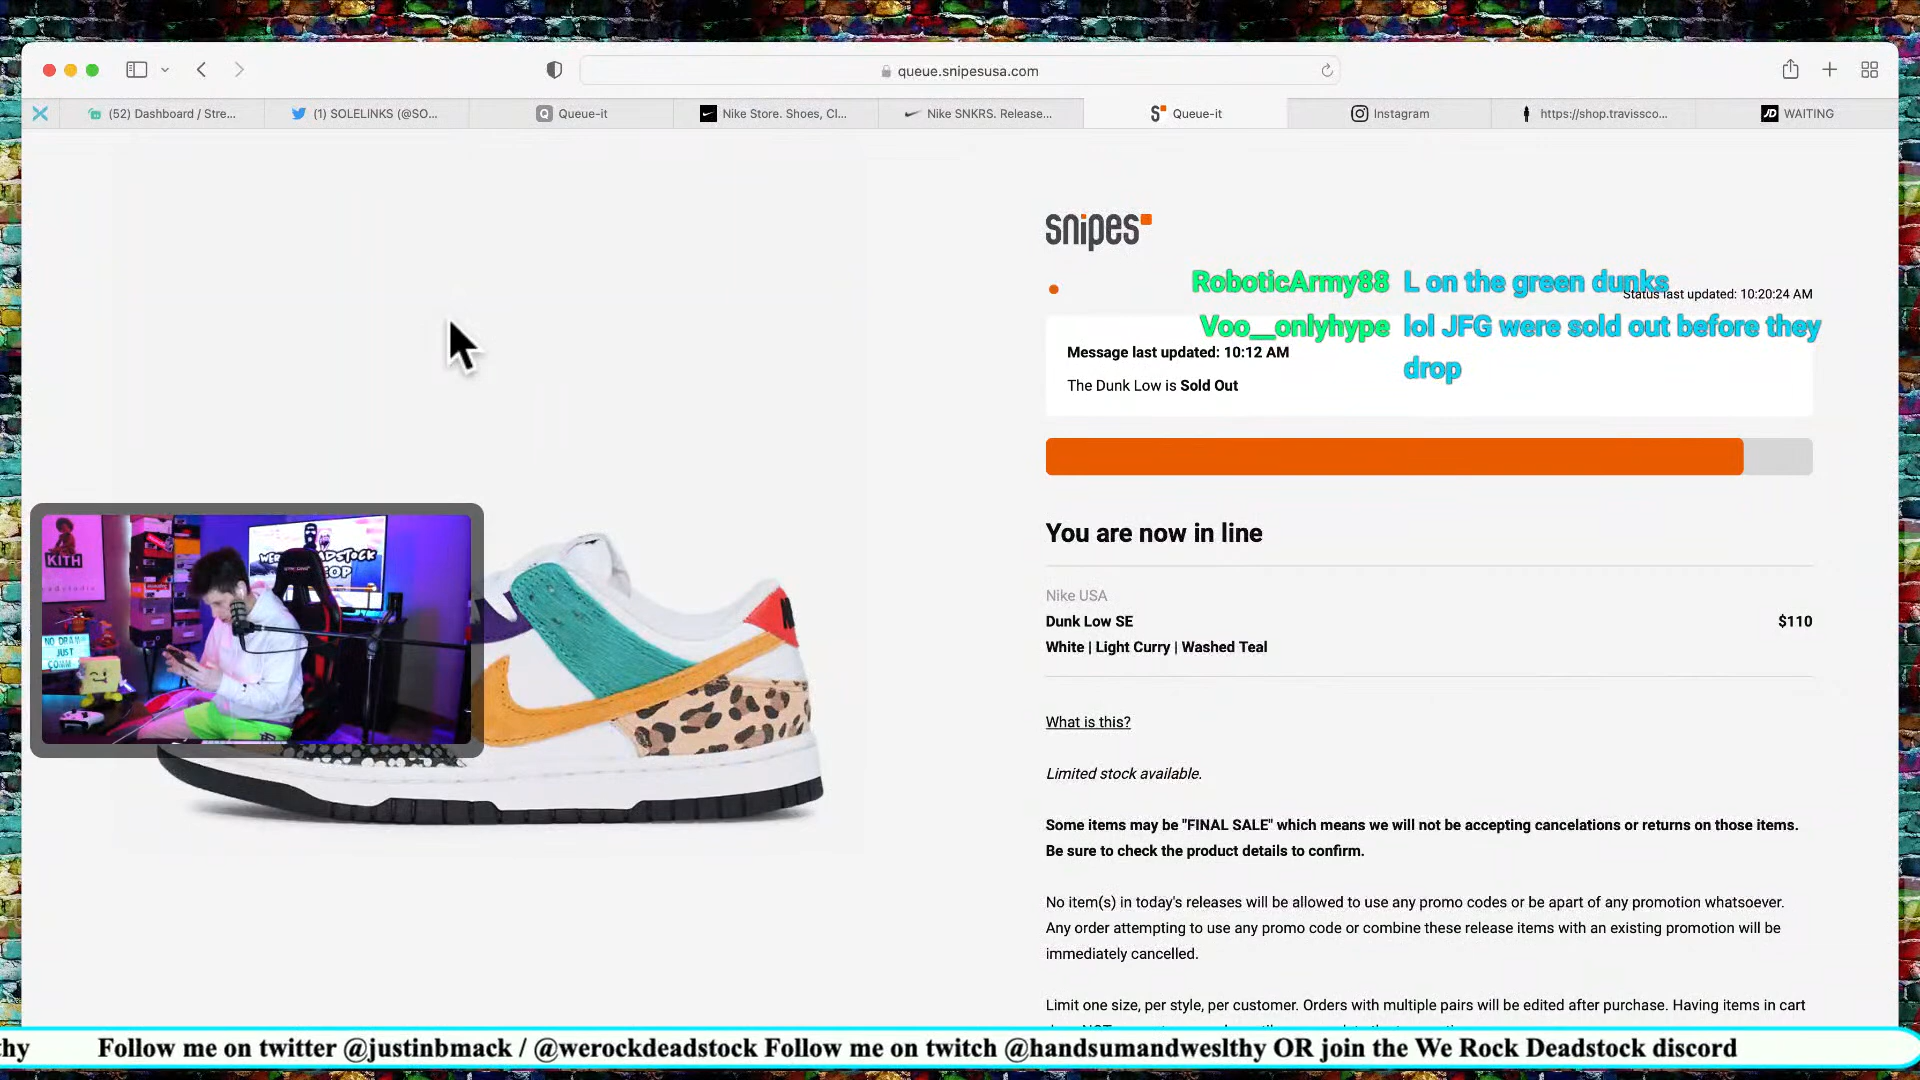 queue.snipesusa.com
(52) Dashboard / Stre...
(1) SOLELINKS (@SO...
Queue-it
Nike Store. Shoes, Cl...
Nike SNKRS. Release...
Queue-it
Instagram
https://shop.travissco...
JD WAITING
snipes
RoboticArmy88 L on the green dunks
Status last updated: 10:20:24 AM
Voo__onlyhype lol JFG were sold out before they
drop
Message last updated: 10:12 AM
The Dunk Low is Sold Out
You are now in line
Nike USA
Dunk Low SE $110
White | Light Curry | Washed Teal
What is this?
Limited stock available.
Some items may be "FINAL SALE" which means we will not be accepting cancelations or returns on those items.
Be sure to check the product details to confirm.
No item(s) in today's releases will be allowed to use any promo codes or be apart of any promotion whatsoever.
Any order attempting to use any promo code or combine these release items with an existing promotion will be
immediately cancelled.
Limit one size, per style, per customer. Orders with multiple pairs will be edited after purchase. Having items in cart
KITH
NO DRAMA
JUST
thy Follow me on twitter @justinbmack / @werockdeadstock Follow me on twitch @handsumandweslthy OR join the We Rock Deadstock discord